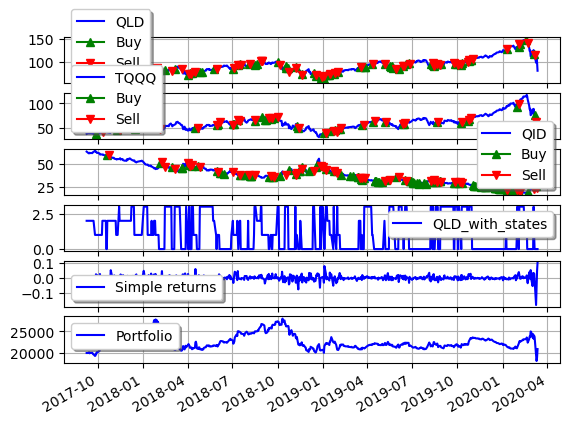 QLD
Buy
Sell
150
100
TQQQ
Buy
Sell
100
50
QID
Buy
Sell
50
25
QLD_with_states
2.5
0.0
Simple returns
0.1
0.0
−0.1
Portfolio
25000
20000
2017-10
2018-01
2018-04
2018-07
2018-10
2019-01
2019-04
2019-07
2019-10
2020-01
2020-04